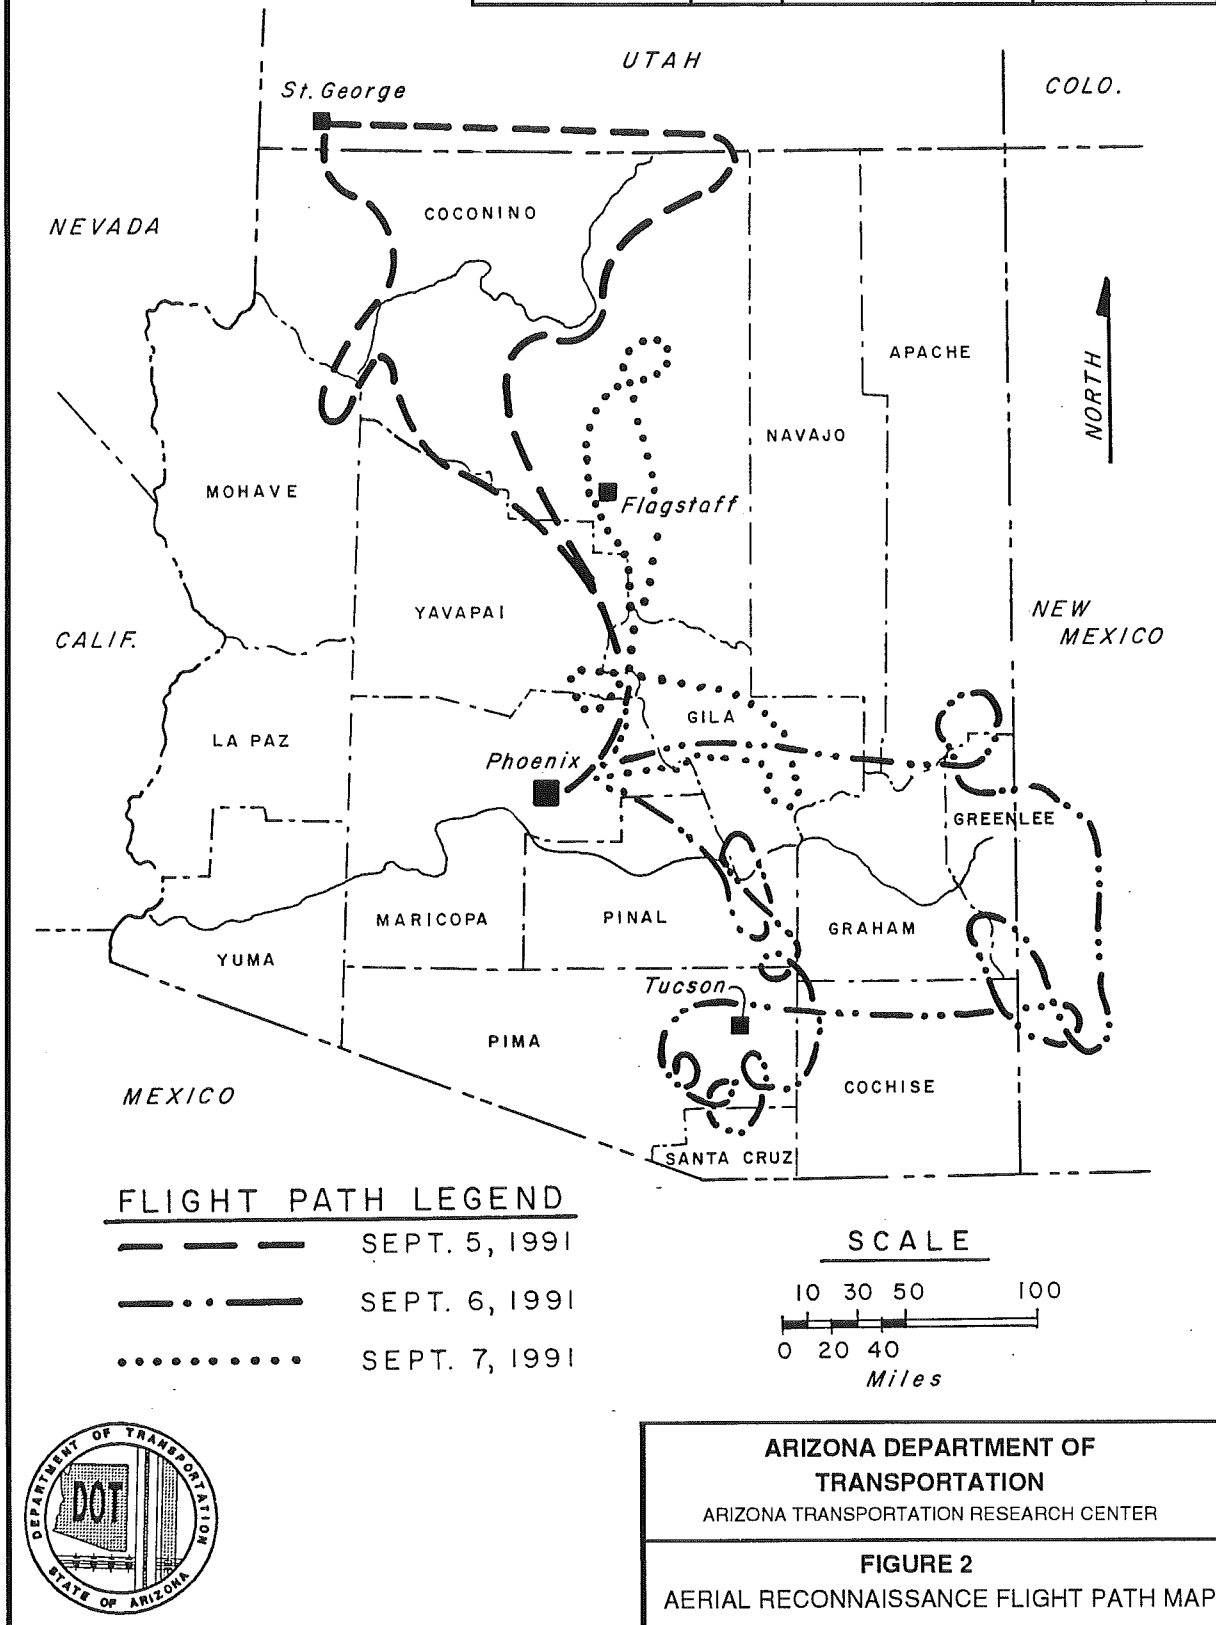 UTAH
COLO.
St. George
NEVADA
COCONINO
APACHE
NORTH
NAVAJO
MOHAVE
Flagstaff
YAVAPAI
NEW
MEXICO
CALIF.
GILA
LA PAZ
Phoenix
GREENLEE
MARICOPA
PINAL
GRAHAM
YUMA
Tucson
PIMA
COCHISE
MEXICO
SANTA CRUZ
FLIGHT PATH LEGEND
SEPT. 5, 1991
SEPT. 6, 1991
SEPT. 7, 1991
SCALE
10 30 50 100
0 20 40
Miles
DEPARTMENT OF TRANSPORTATION
DOT
STATE OF ARIZONA
ARIZONA DEPARTMENT OF
TRANSPORTATION
ARIZONA TRANSPORTATION RESEARCH CENTER
FIGURE 2
AERIAL RECONNAISSANCE FLIGHT PATH MAP